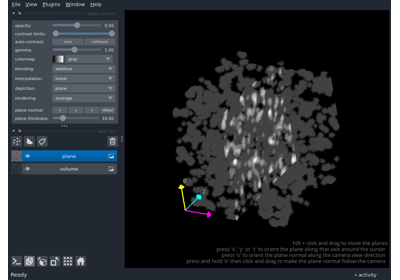 File View Plugins Window Help
opacity: 0.50
contrast limits:
auto-contrast: once continuous
gamma: 1.00
colormap: gray
blending: additive
interpolation: linear
depiction: plane
rendering: average
plane normal: x y z oblique
plane thickness: 10.00
plane
volume
0
hift + click and drag to move the planes
press 'x', 'y' or 'z' to orient the plane along that axis around the cursor
press 'o' to orient the plane normal along the camera view direction
press and hold 'o' then click and drag to make the plane normal follow the camera
Ready
activity